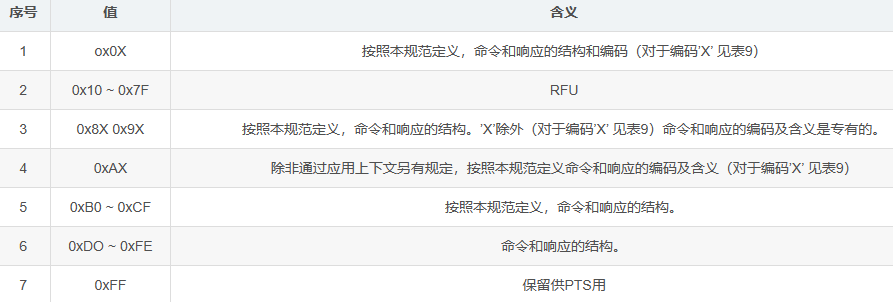 序号 值 含义
1 ox0X 按照本规范定义，命令和响应的结构和编码（对于编码'X' 见表9）
2 0x10 ~ 0x7F RFU
3 0x8X 0x9X 按照本规范定义，命令和响应的结构。'X'除外（对于编码'X' 见表9）命令和响应的编码及含义是专有的。
4 0xAX 除非通过应用上下文另有规定，按照本规范定义命令和响应的编码及含义（对于编码'X' 见表9）
5 0xB0 ~ 0xCF 按照本规范定义，命令和响应的结构。
6 0xDO ~ 0xFE 命令和响应的结构。
7 0xFF 保留供PTS用